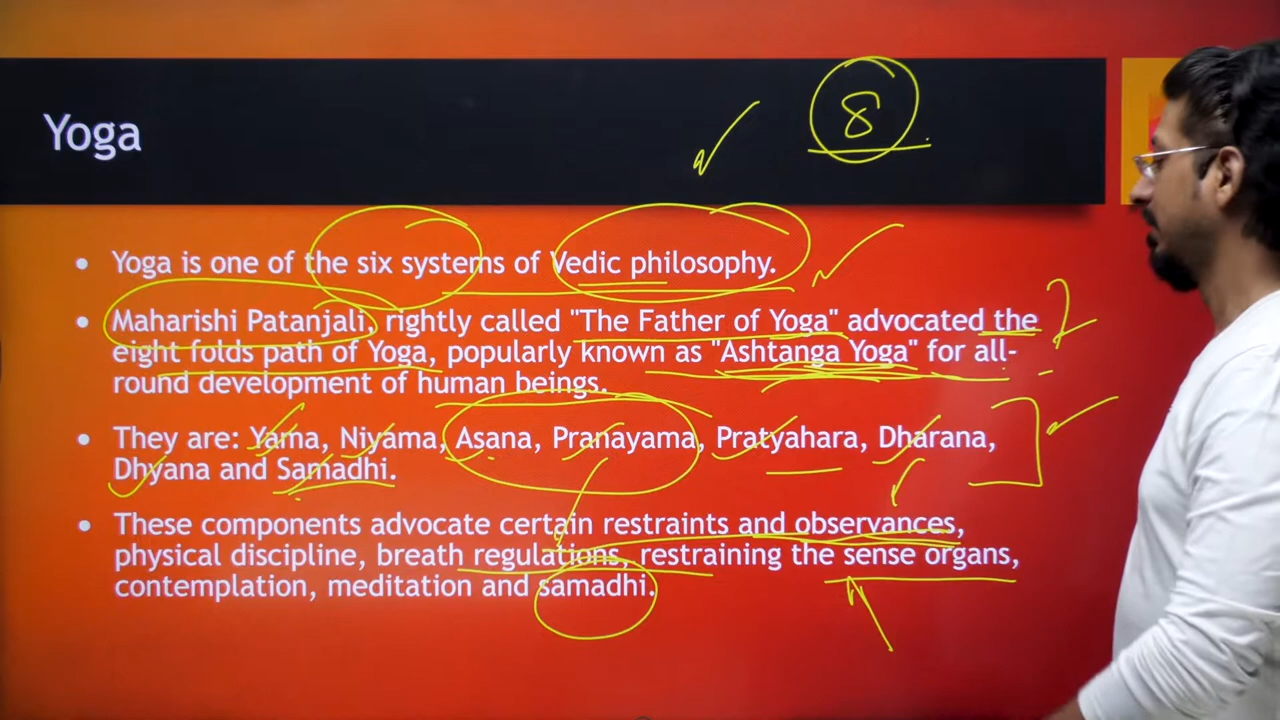 8
Yoga
• Yoga is one of the six systems of Vedic philosophy.
• Maharishi Patanjali, rightly called "The Father of Yoga" advocated the
eight folds path of Yoga, popularly known as "Ashtanga Yoga" for all-
round development of human beings.
• They are: Yama, Niyama, Asana, Pranayama, Pratyahara, Dharana,
Dhyana and Samadhi.
• These components advocate certain restraints and observances,
physical discipline, breath regulations, restraining the sense organs,
contemplation, meditation and samadhi.